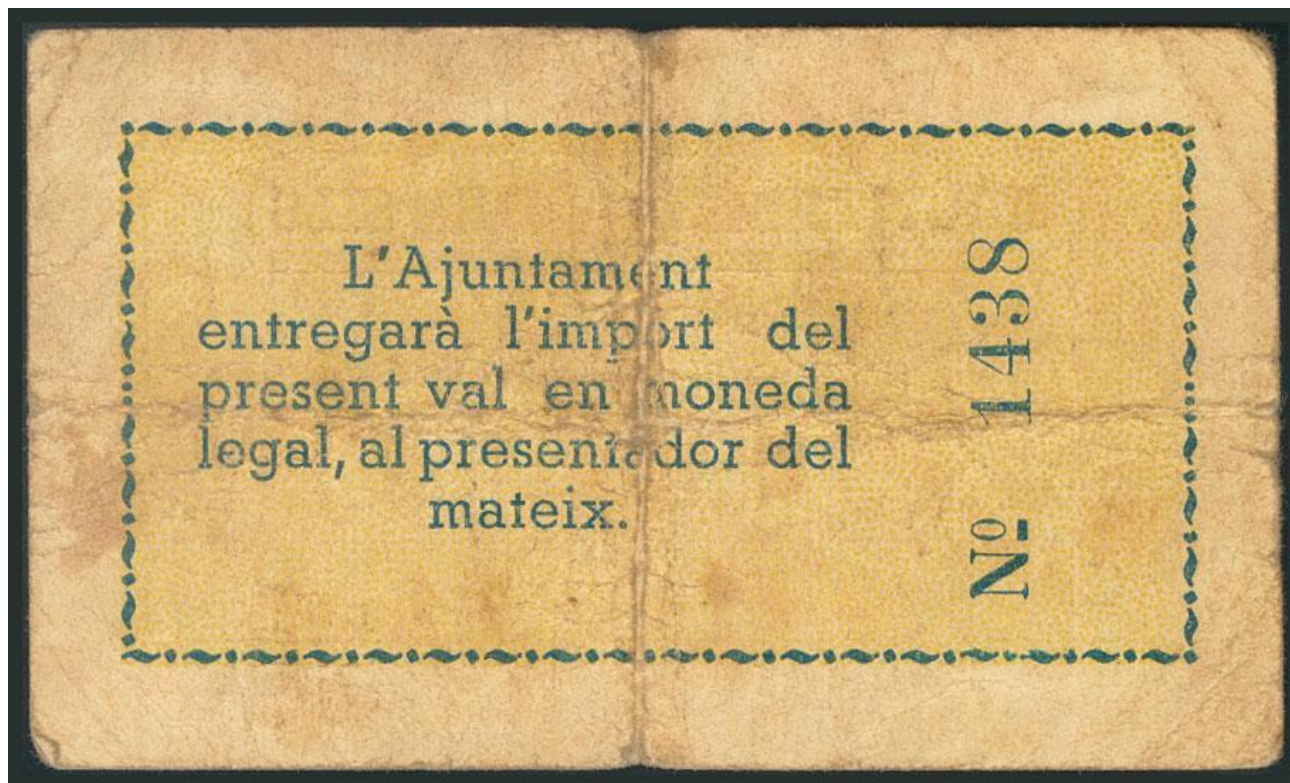 L'Ajuntament
entregarà l'import del
present val en moneda
legal, al presentador del
mateix.
Nº 1438